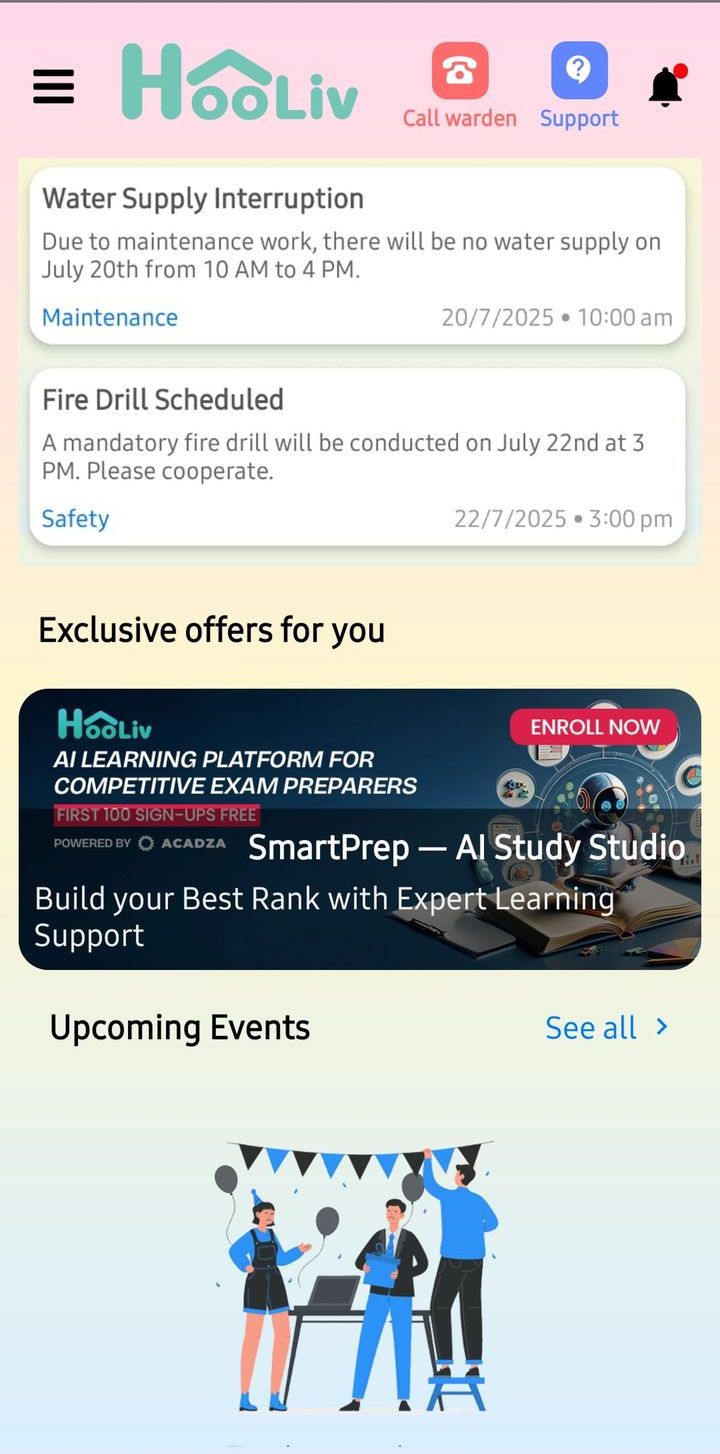 HooLiv
Call warden
Support
Water Supply Interruption
Due to maintenance work, there will be no water supply on
July 20th from 10 AM to 4 PM.
Maintenance
20/7/2025 • 10:00 am
Fire Drill Scheduled
A mandatory fire drill will be conducted on July 22nd at 3
PM. Please cooperate.
Safety
22/7/2025 • 3:00 pm
Exclusive offers for you
HooLiv
ENROLL NOW
AI LEARNING PLATFORM FOR
COMPETITIVE EXAM PREPARERS
FIRST 100 SIGN-UPS FREE
POWERED BY ACADZA
SmartPrep — AI Study Studio
Build your Best Rank with Expert Learning
Support
Upcoming Events
See all